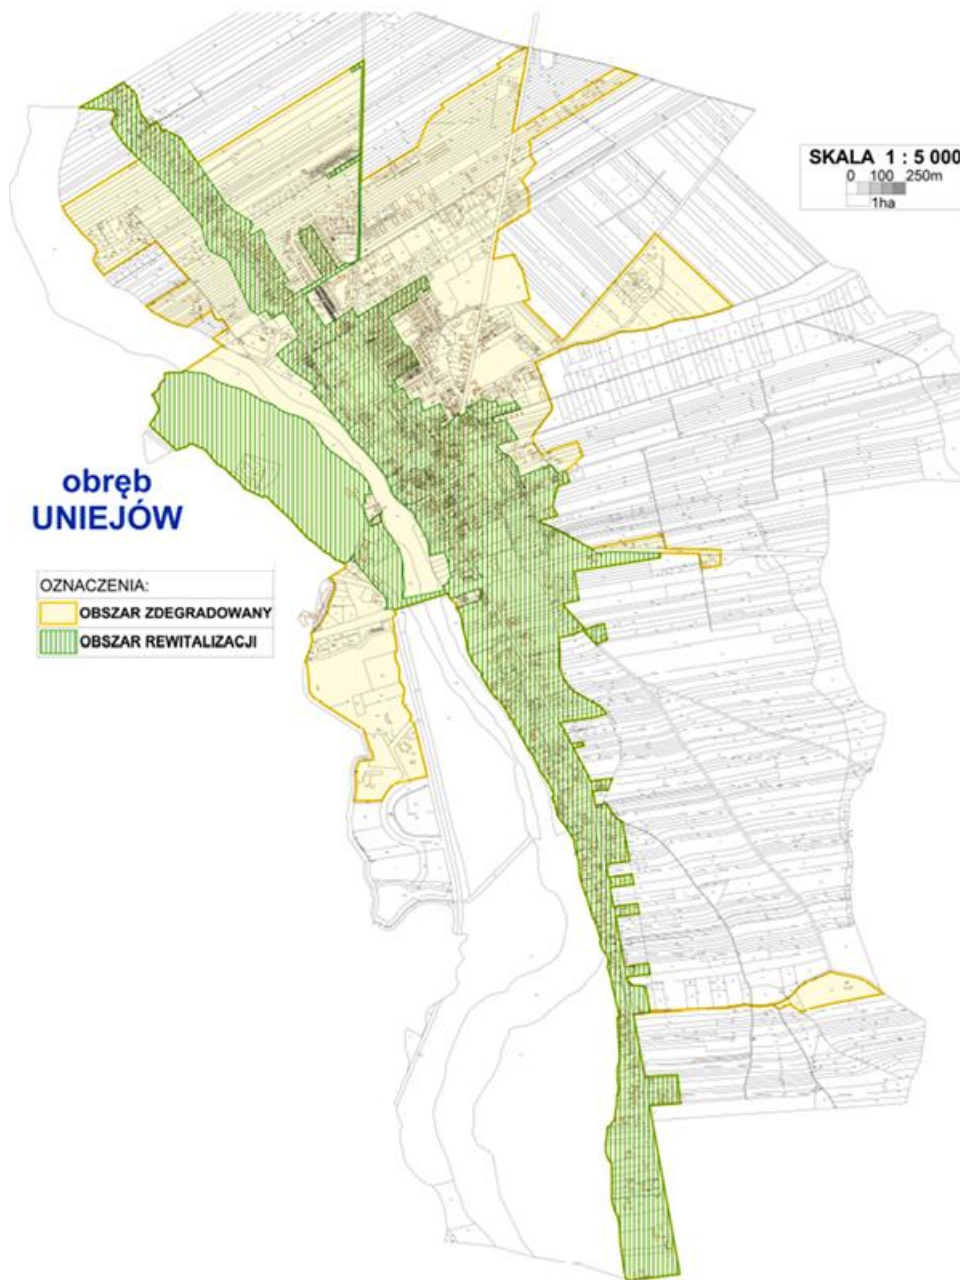 SKALA 1 : 5 000
0 100 250m
1ha
obręb
UNIEJÓW
OZNACZENIA:
OBSZAR ZDEGRADOWANY
OBSZAR REWITALIZACJI